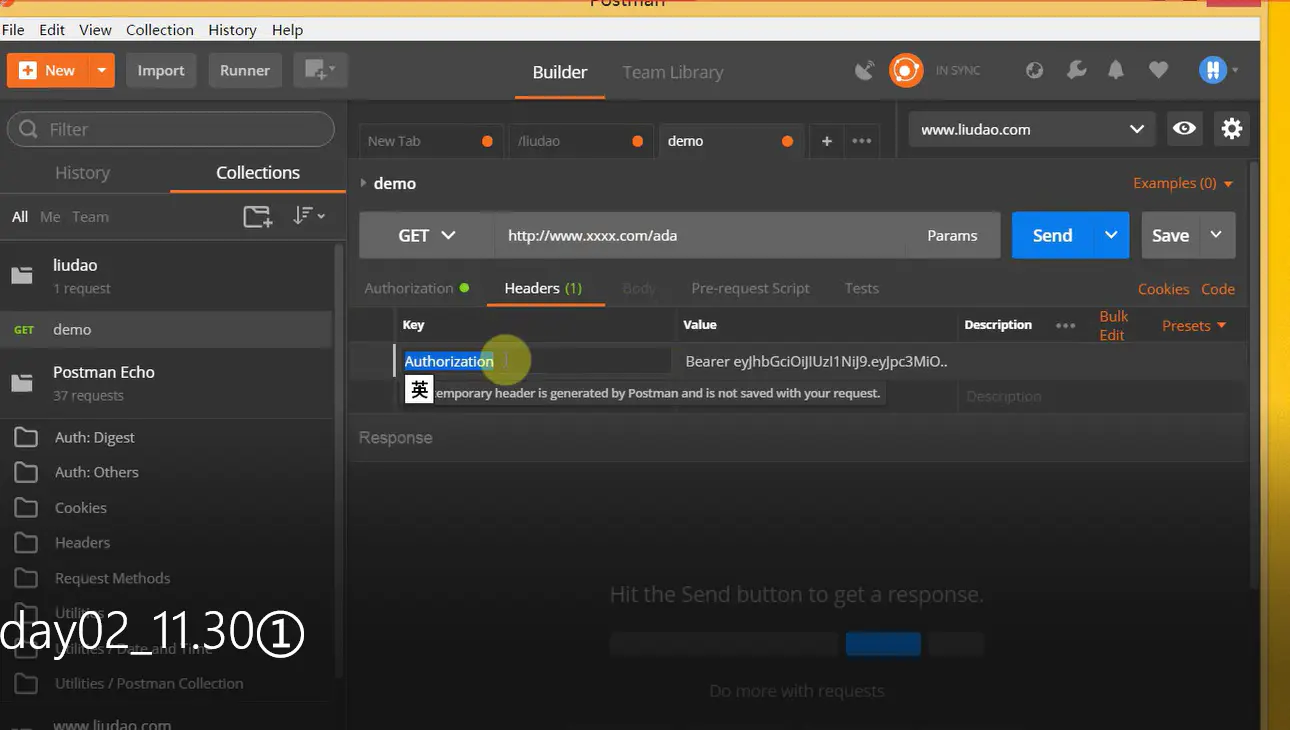 Postman
File Edit View Collection History Help
New Import Runner Builder Team Library IN SYNC
Filter
New Tab /liudao demo + ••• www.liudao.com
History Collections
demo Examples (0)
All Me Team
GET http://www.xxxx.com/ada Params Send Save
liudao
1 request
Authorization Headers (1) Body Pre-request Script Tests Cookies Code
GET demo
Key Value Description ••• Bulk Edit Presets
Authorization Bearer eyJhbGciOiJIUzI1NiJ9.eyJpc3MiO..
英 temporary header is generated by Postman and is not saved with your request.
Description
Postman Echo
37 requests
Response
Auth: Digest
Auth: Others
Cookies
Headers
Request Methods
Utilities
Utilities / Date and Time
Utilities / Postman Collection
www.liudao.com
Hit the Send button to get a response.
Do more with requests
day02_11.30①